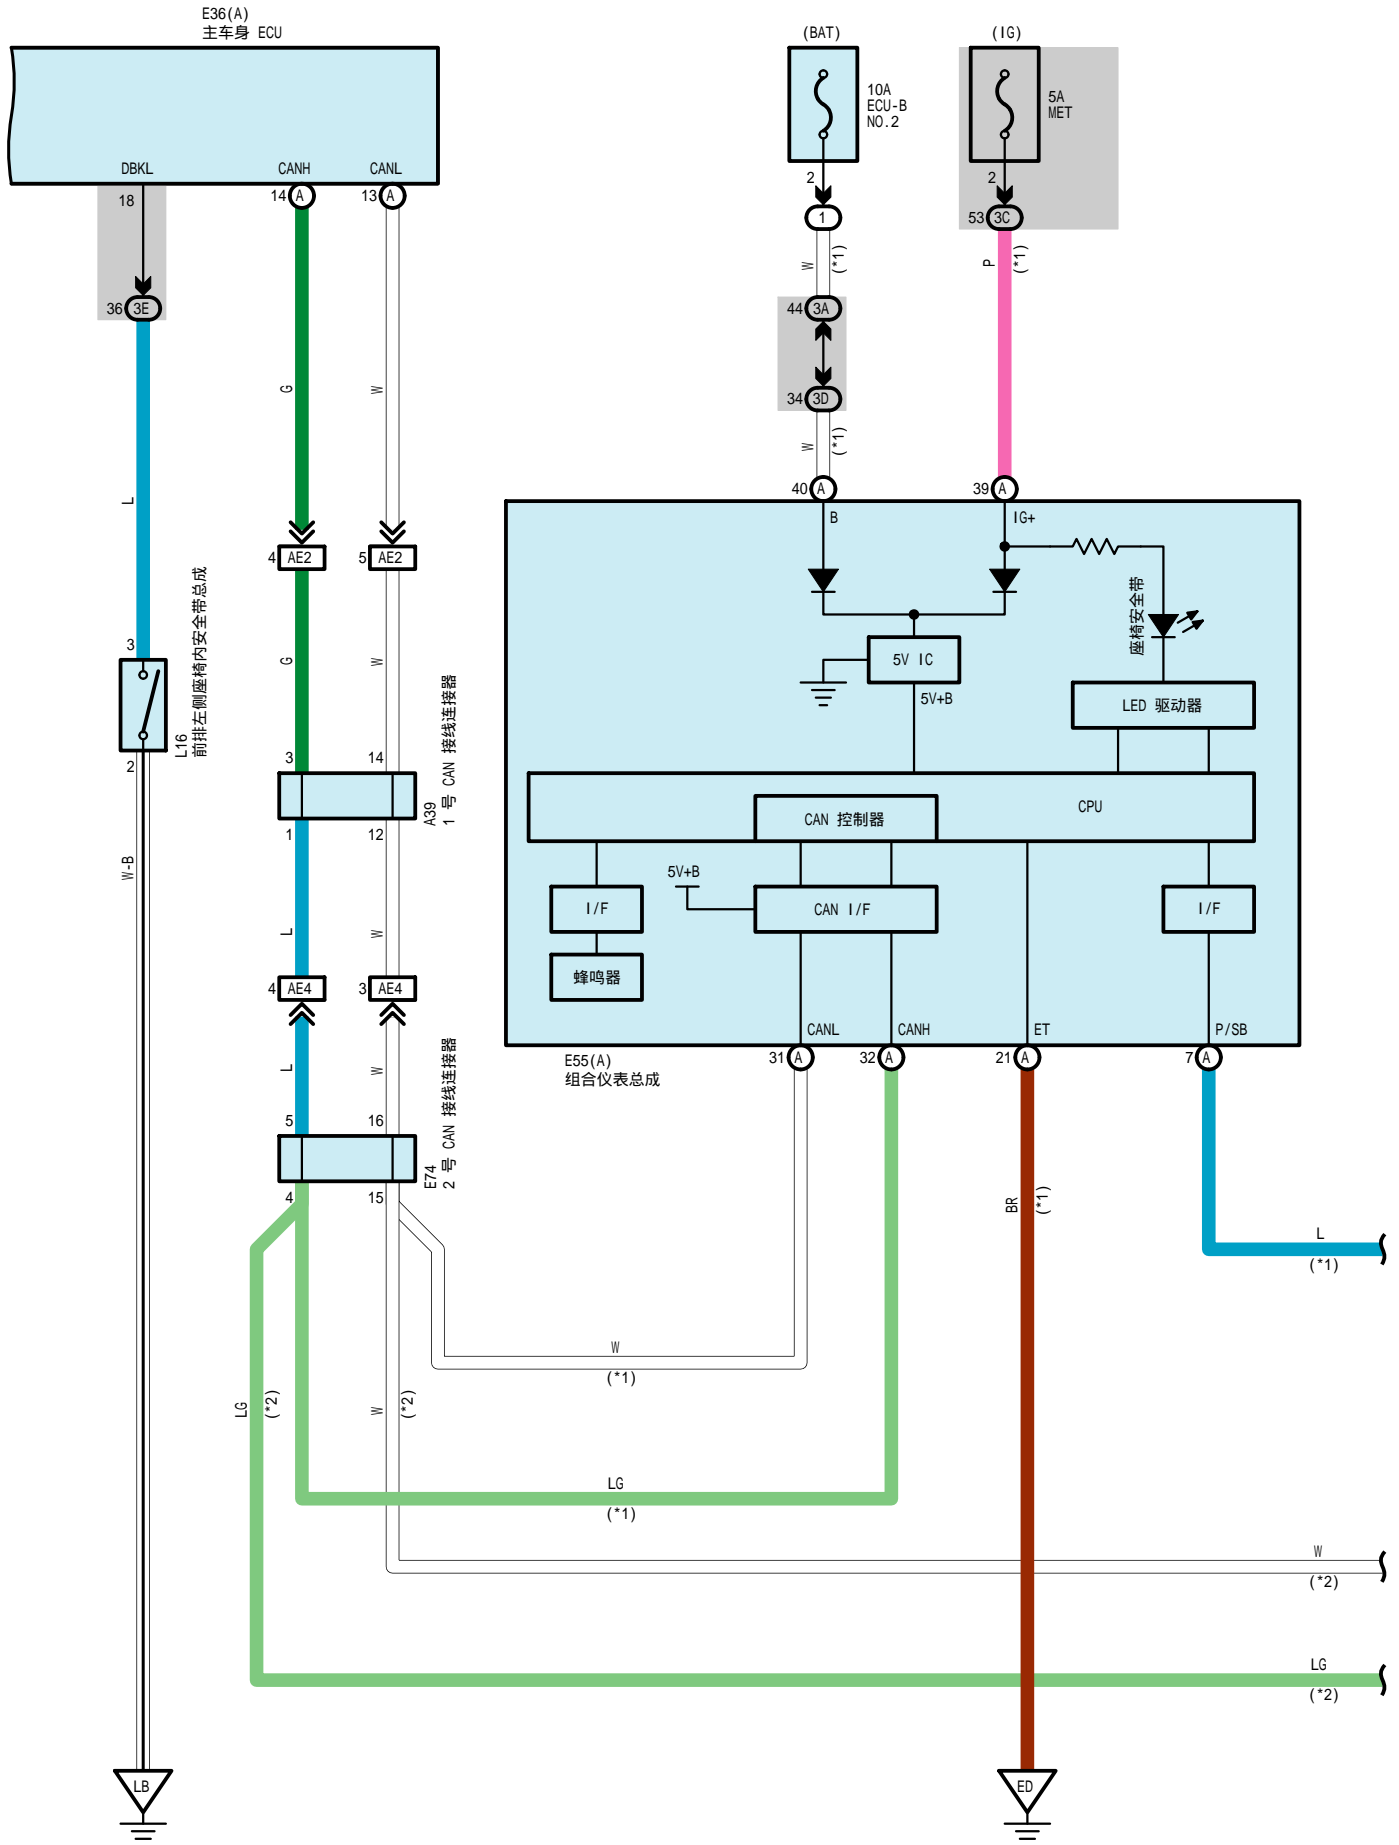 E36(A)
主车身 ECU
(BAT)
(IG)
10A
ECU-B
NO.2
5A
MET
DBKL
CANH
CANL
18
14
A
13
A
2
2
1
53
3C
W
(*1)
P
(*1)
36
3E
44
3A
34
3D
G
W
W
(*1)
L
40
A
39
A
B
IG+
4
AE2
5
AE2
座椅安全带
3
L16
前排左侧座椅内安全带总成
G
W
5V IC
5V+B
LED 驱动器
2
3
14
A39
1 号 CAN 接线连接器
CPU
CAN 控制器
1
12
W-B
5V+B
I/F
CAN I/F
I/F
L
W
蜂鸣器
4
AE4
3
AE4
CANL
CANH
ET
P/SB
E55(A)
组合仪表总成
31
A
32
A
21
A
7
A
L
W
5
16
E74
2 号 CAN 接线连接器
4
15
BR
(*1)
L
(*1)
W
(*1)
LG
(*2)
W
(*2)
LG
(*1)
W
(*2)
LG
(*2)
LB
ED